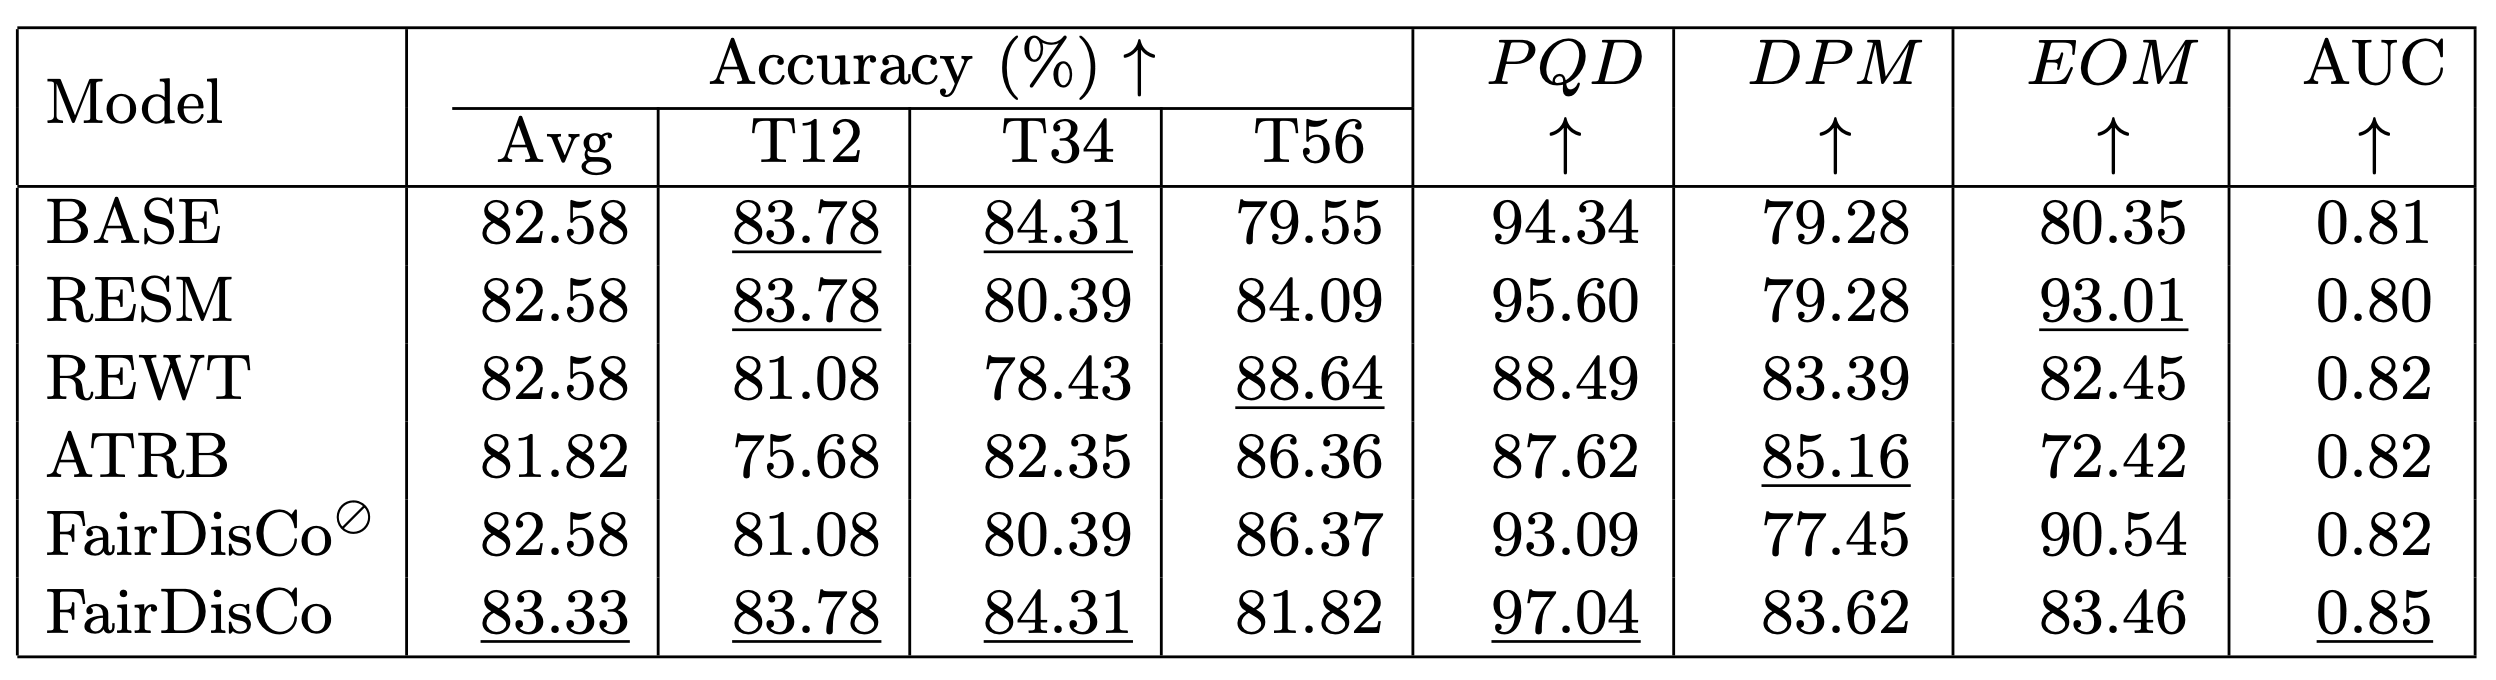 Model Accuracy (%) ↑ PQD DPM EOM AUC
Avg T12 T34 T56 ↑ ↑ ↑ ↑
BASE 82.58 83.78 84.31 79.55 94.34 79.28 80.35 0.81
RESM 82.58 83.78 80.39 84.09 95.60 79.28 93.01 0.80
REWT 82.58 81.08 78.43 88.64 88.49 83.39 82.45 0.82
ATRB 81.82 75.68 82.35 86.36 87.62 85.16 72.42 0.82
FairDisCo∅ 82.58 81.08 80.39 86.37 93.09 77.45 90.54 0.82
FairDisCo 83.33 83.78 84.31 81.82 97.04 83.62 83.46 0.85